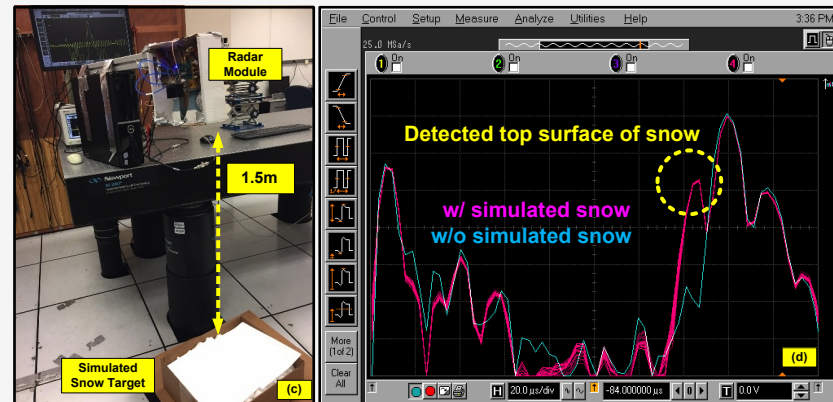 Radar
Module
Newport
1.5m
Simulated
Snow Target
(c)
File Control Setup Measure Analyze Utilities Help 3:36 PM
25.0 MSa/s
1 On 2 On 3 On 4 On
Detected top surface of snow
w/ simulated snow
w/o simulated snow
More
(1 of 2)
Clear
All
(d)
H 20.0 µs/div -84.000000 µs 0 T 0.0 V